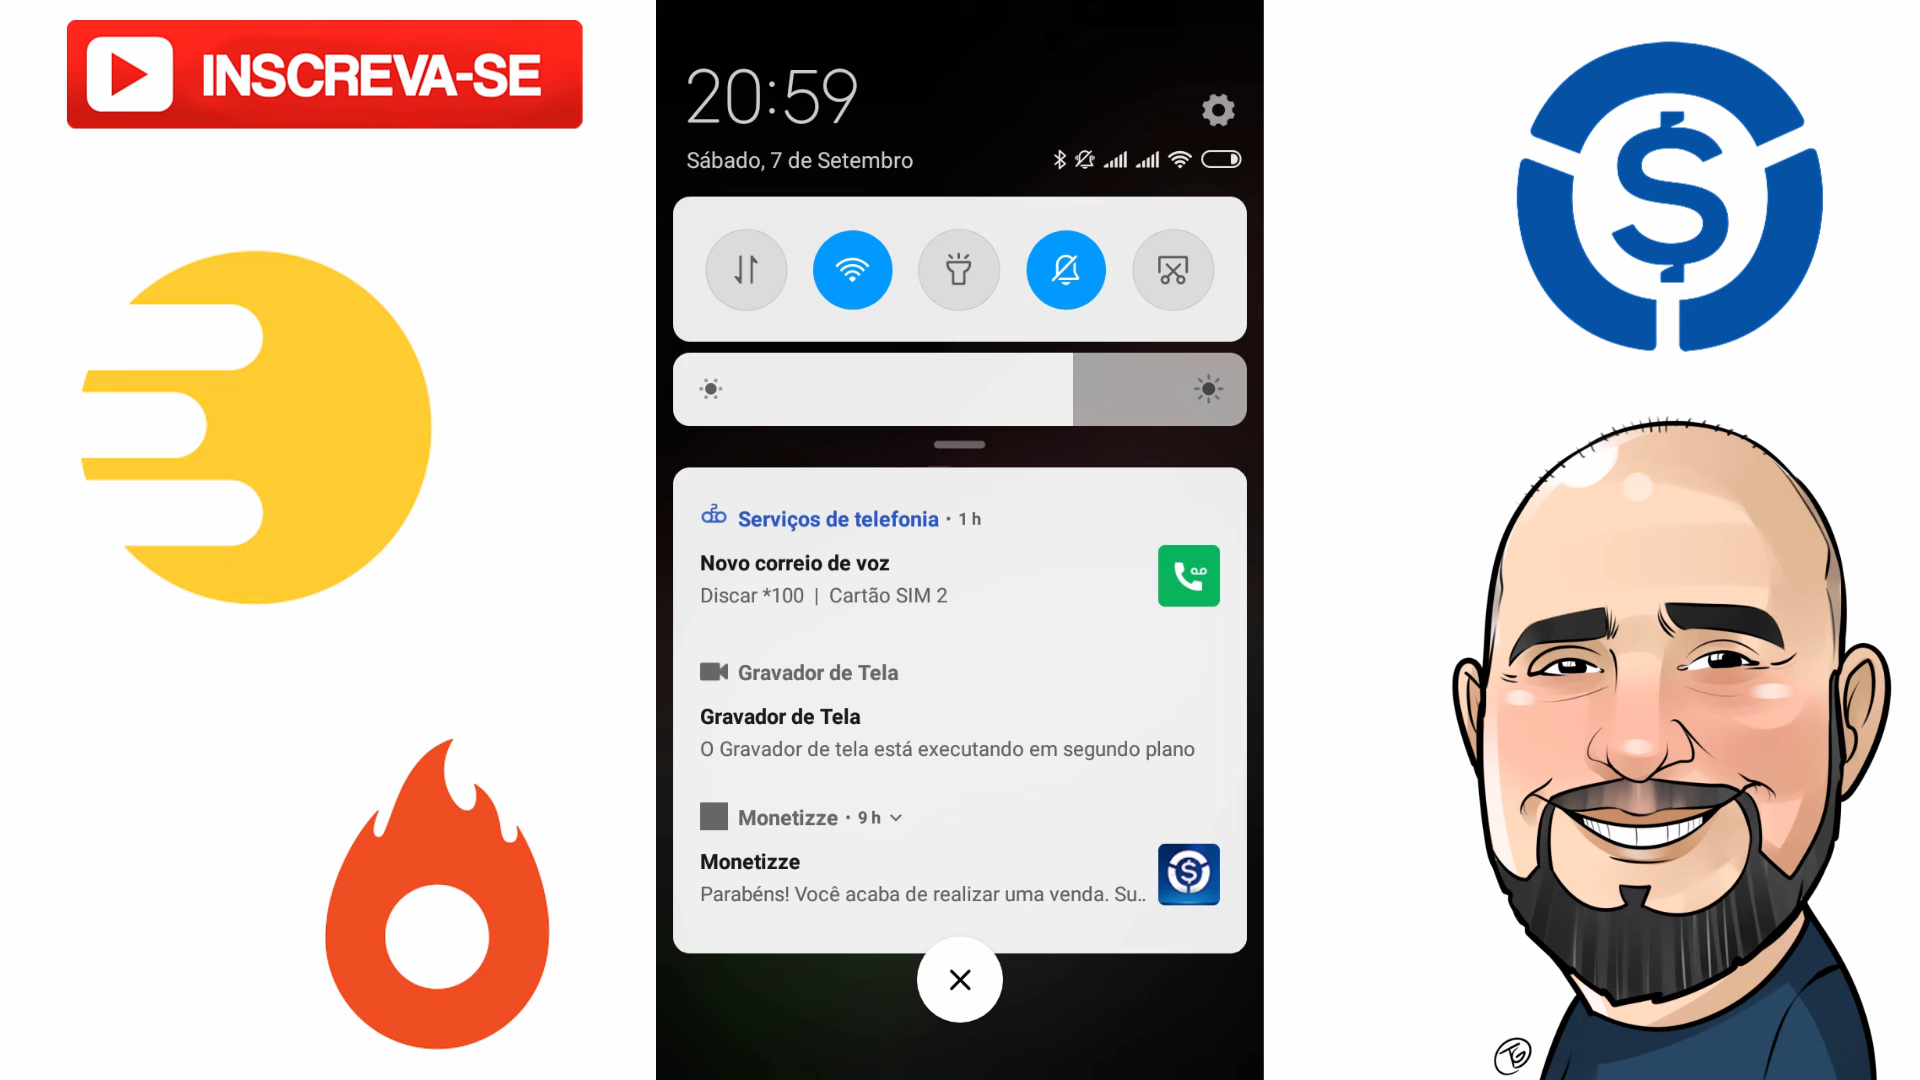 INSCREVA-SE
20:59
Sábado, 7 de Setembro
Serviços de telefonia · 1 h
Novo correio de voz
Discar *100 | Cartão SIM 2
Gravador de Tela
Gravador de Tela
O Gravador de tela está executando em segundo plano
Monetizze · 9 h
Monetizze
Parabéns! Você acaba de realizar uma venda. Su..
TG